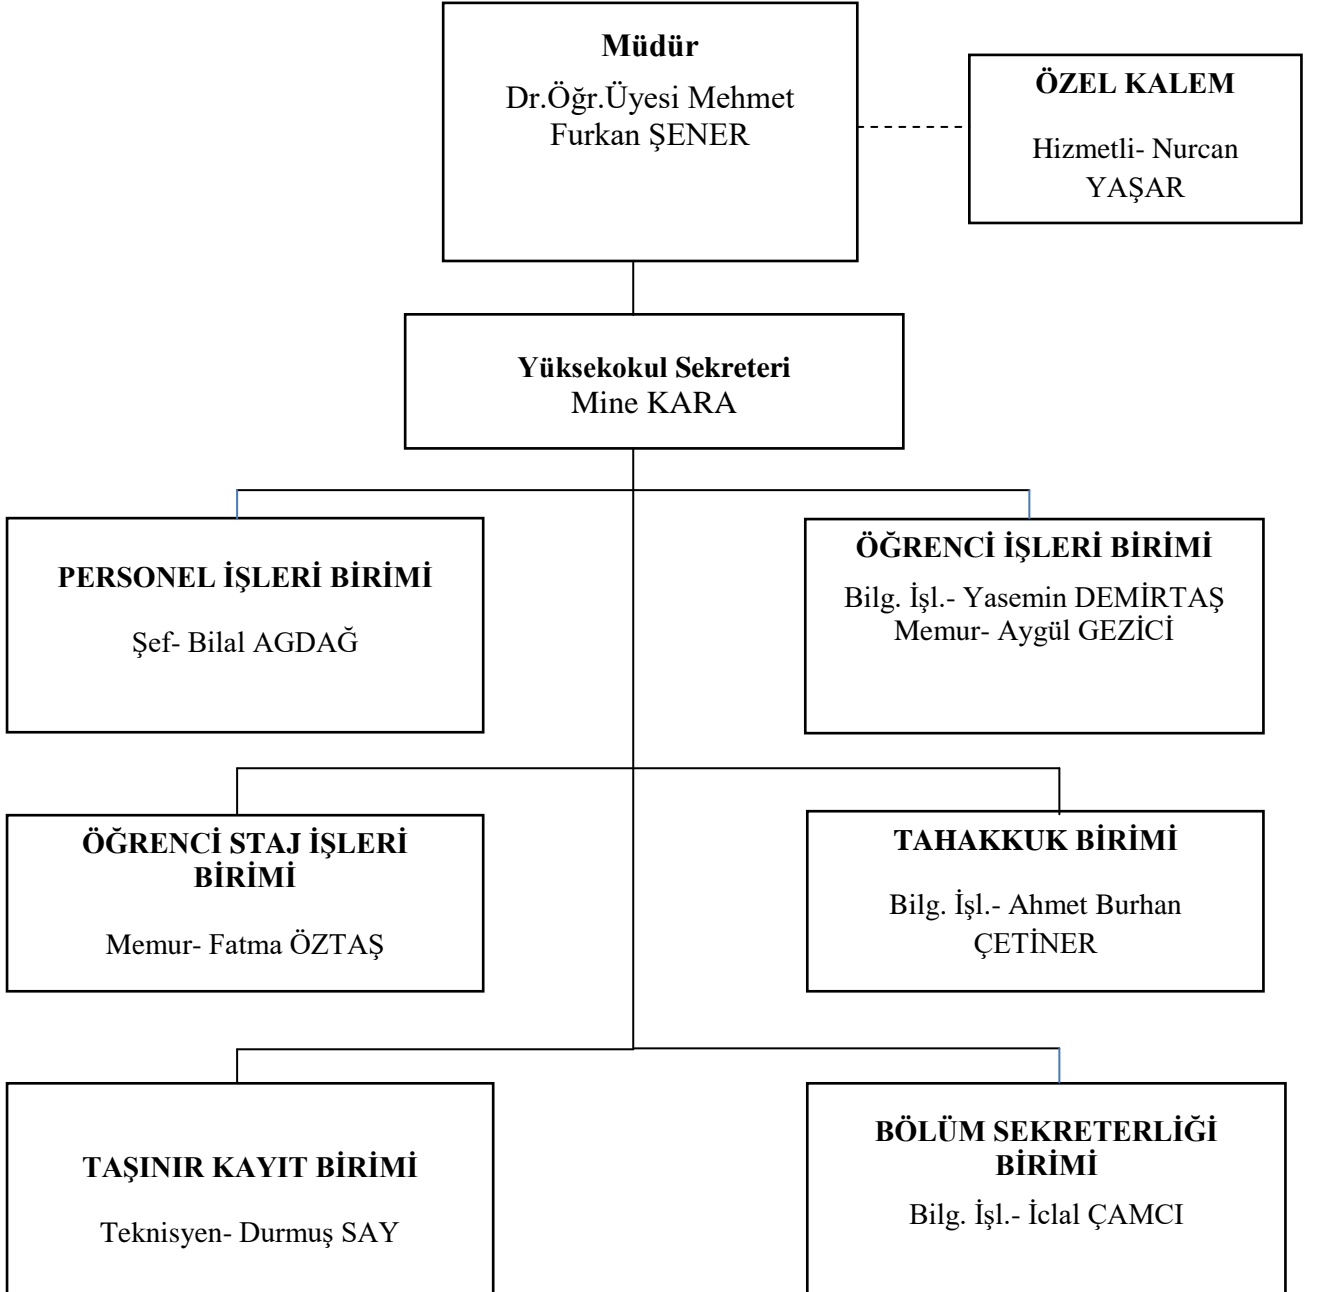 Müdür
Dr.Öğr.Üyesi Mehmet
Furkan ŞENER
ÖZEL KALEM
Hizmetli- Nurcan
YAŞAR
Yüksekokul Sekreteri
Mine KARA
PERSONEL İŞLERİ BİRİMİ
Şef- Bilal AGDAĞ
ÖĞRENCİ İŞLERİ BİRİMİ
Bilg. İşl.- Yasemin DEMİRTAŞ
Memur- Aygül GEZİCİ
ÖĞRENCİ STAJ İŞLERİ
BİRİMİ
Memur- Fatma ÖZTAŞ
TAHAKKUK BİRİMİ
Bilg. İşl.- Ahmet Burhan
ÇETİNER
TAŞINIR KAYIT BİRİMİ
Teknisyen- Durmuş SAY
BÖLÜM SEKRETERLİĞİ
BİRİMİ
Bilg. İşl.- İclal ÇAMCI